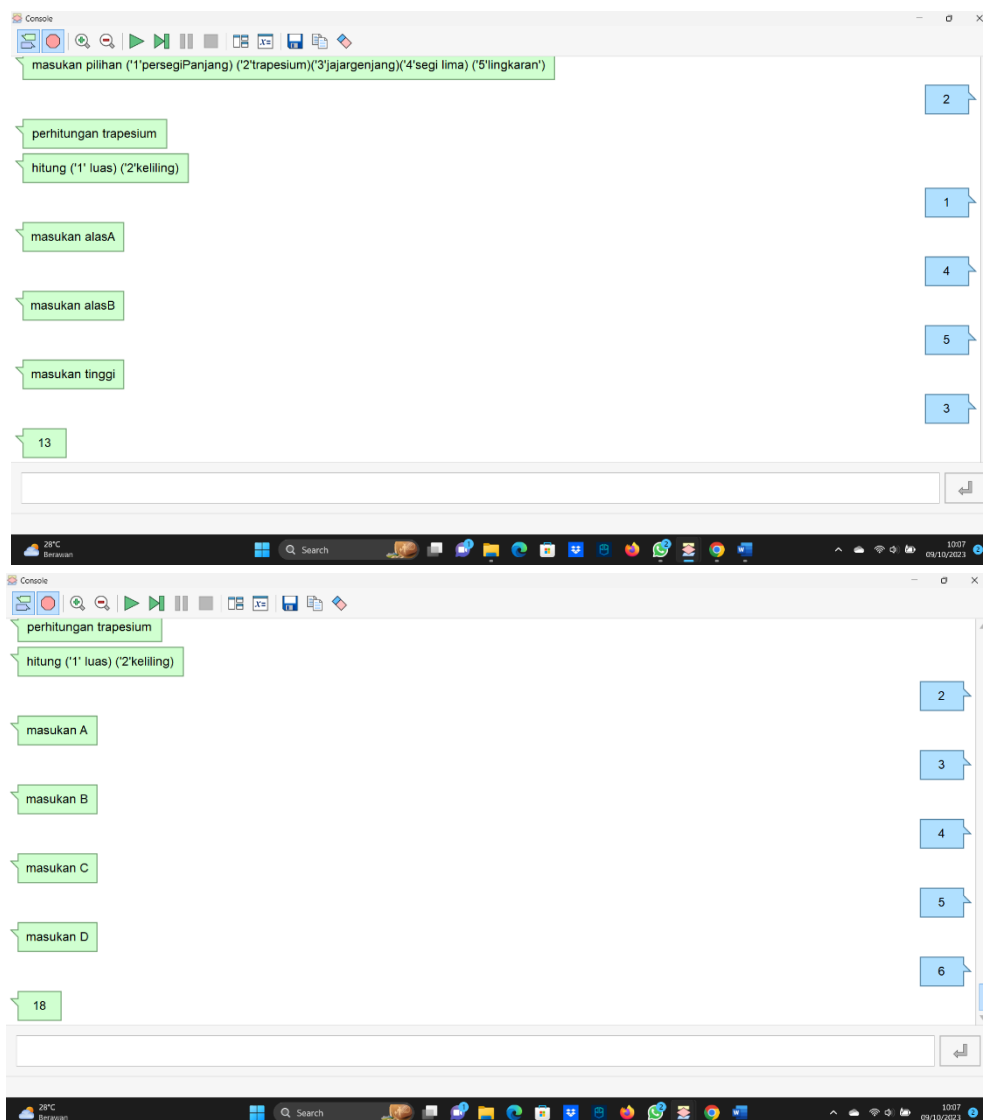 Console
masukan pilihan ('1'persegiPanjang) ('2'trapesium)('3'jajargenjang)('4'segi lima) ('5'lingkaran')
2
perhitungan trapesium
hitung ('1' luas) ('2'keliling)
1
masukan alasA
4
masukan alasB
5
masukan tinggi
3
13
28°C
Berawan
Search
10:07
09/10/2023
Console
perhitungan trapesium
hitung ('1' luas) ('2'keliling)
2
masukan A
3
masukan B
4
masukan C
5
masukan D
6
18
28°C
Berawan
Search
10:07
09/10/2023